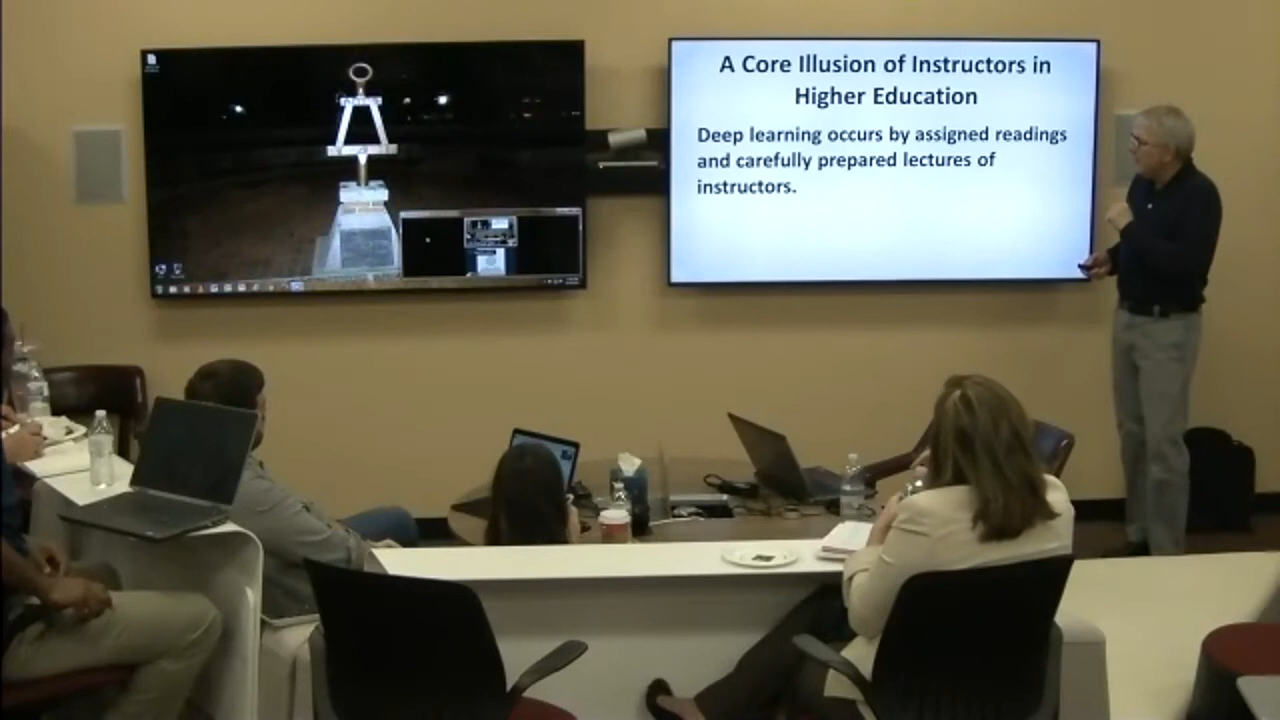 A Core Illusion of Instructors in
Higher Education
Deep learning occurs by assigned readings
and carefully prepared lectures of
instructors.